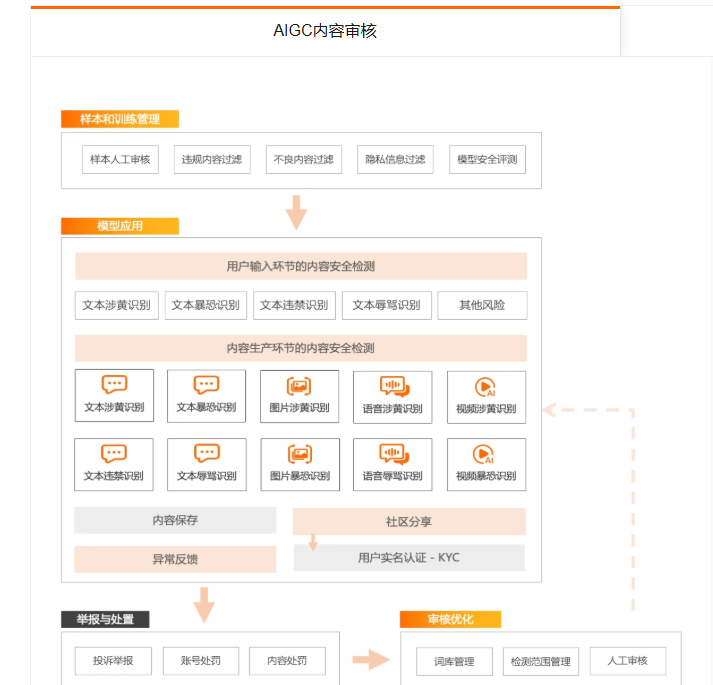 AIGC内容审核
样本和训练管理
样本人工审核 违规内容过滤 不良内容过滤 隐私信息过滤 模型安全评测
模型应用
用户输入环节的内容安全检测
文本涉黄识别 文本暴恐识别 文本违禁识别 文本辱骂识别 其他风险
内容生产环节的内容安全检测
AI
文本涉黄识别 文本暴恐识别 图片涉黄识别 语音涉黄识别 视频涉黄识别
AI
文本违禁识别 文本辱骂识别 图片暴恐识别 语音辱骂识别 视频暴恐识别
内容保存 社区分享
异常反馈 用户实名认证 - KYC
举报与处置 审核优化
投诉举报 账号处罚 内容处罚 词库管理 检测范围管理 人工审核